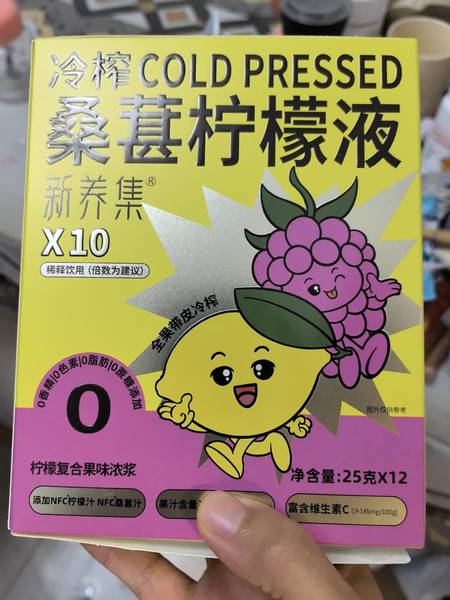 冷榨 COLD PRESSED
桑葚柠檬液
新养集®
X10
稀释饮用（倍数为建议）
全果带皮冷榨
0香精|0色素|0脂肪|0蔗糖添加
0
图片仅供参考
柠檬复合果味浓浆
净含量:25克X12
添加NFC柠檬汁 NFC桑葚汁
果汁含量
富含维生素C (≥145mg/100g)